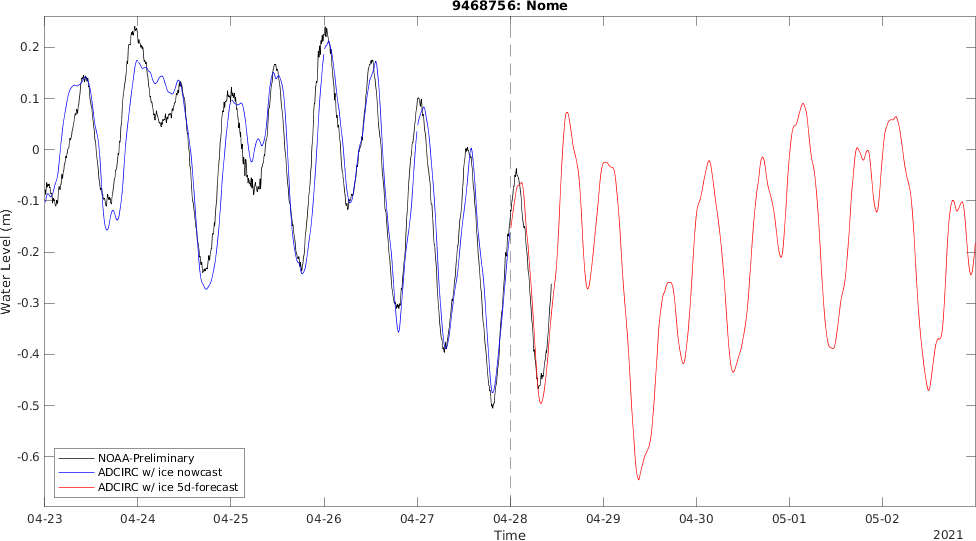 9468756: Nome
0.2
0.1
0
-0.1
-0.2
-0.3
-0.4
-0.5
-0.6
Water Level (m)
NOAA-Preliminary
ADCIRC w/ ice nowcast
ADCIRC w/ ice 5d-forecast
04-23 04-24 04-25 04-26 04-27 04-28 04-29 04-30 05-01 05-02
Time
2021